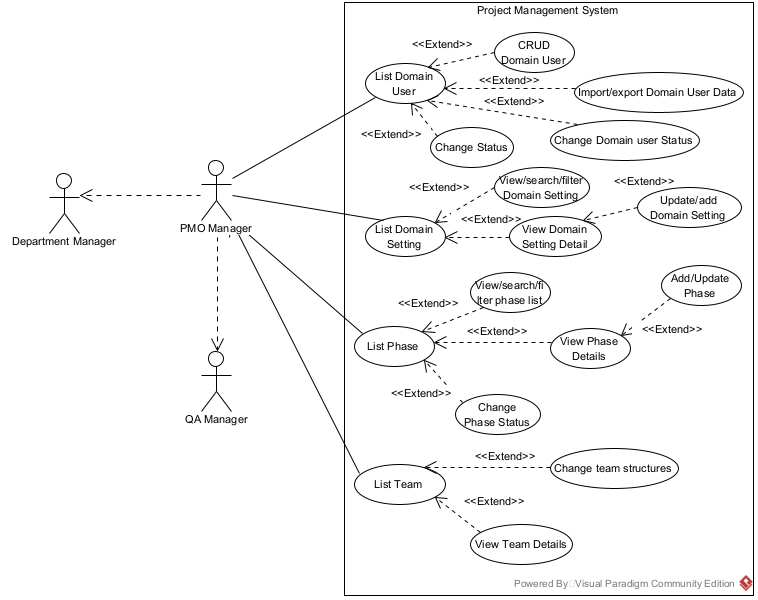 Project Management System
<<Extend>>
CRUD
Domain User
List Domain
User
<<Extend>>
Import/export Domain User Data
<<Extend>>
<<Extend>>
Change Domain user Status
Change Status
View/search/filter
Domain Setting
<<Extend>>
<<Extend>>
Update/add
Domain Setting
<<Extend>>
List Domain
Setting
View Domain
Setting Detail
Department Manager
PMO Manager
View/search/fi
lter phase list
Add/Update
Phase
<<Extend>>
<<Extend>>
<<Extend>>
List Phase
View Phase
Details
<<Extend>>
Change
Phase Status
QA Manager
<<Extend>>
Change team structures
List Team
<<Extend>>
View Team Details
Powered By Visual Paradigm Community Edition